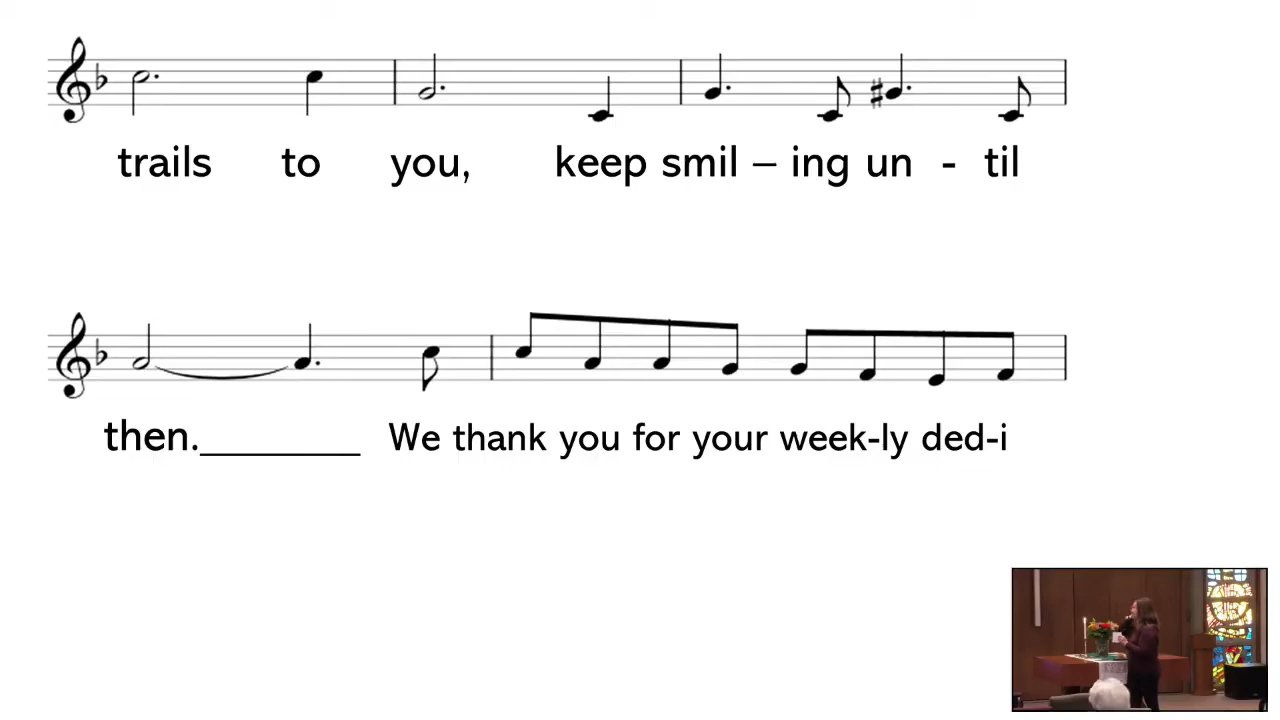 trails to you, keep smil – ing un - til
then.________ We thank you for your week-ly ded-i